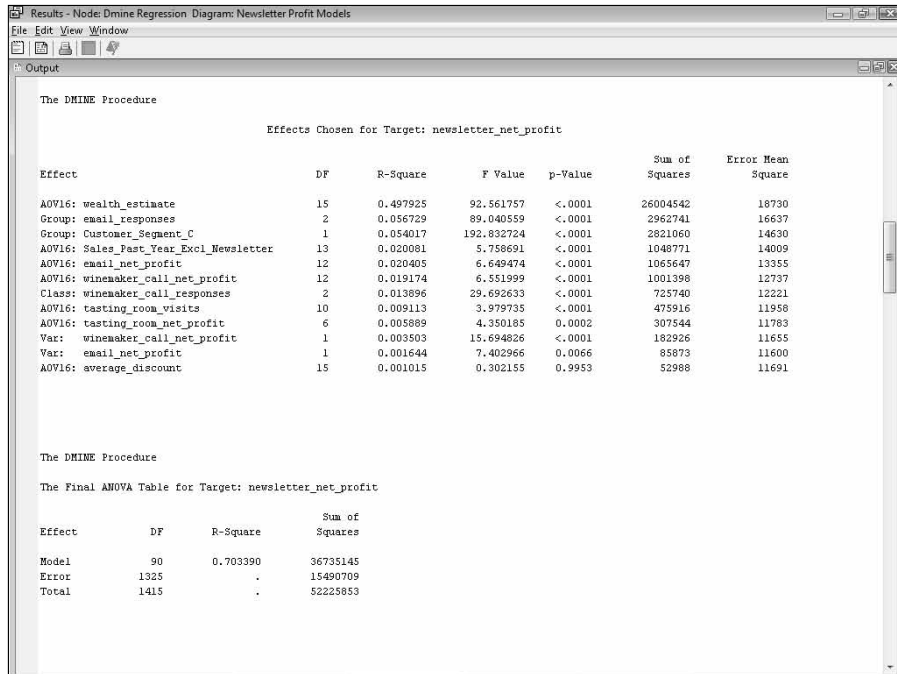 Results - Node: Dmine Regression Diagram: Newsletter Profit Models
File Edit View Window
Output
The DMINE Procedure
Effects Chosen for Target: newsletter_net_profit
Sum of Error Mean
Effect DF R-Square F Value p-Value Squares Square
AOV16: wealth_estimate 15 0.497925 92.561757 <.0001 26004542 18730
Group: email_responses 2 0.056729 89.040559 <.0001 2962741 16637
Group: Customer_Segment_C 1 0.054017 192.832724 <.0001 2821060 14630
AOV16: Sales_Past_Year_Excl_Newsletter 13 0.020081 5.758691 <.0001 1048771 14009
AOV16: email_net_profit 12 0.020405 6.649474 <.0001 1065647 13355
AOV16: winemaker_call_net_profit 12 0.019174 6.551999 <.0001 1001398 12737
Class: winemaker_call_responses 2 0.013896 29.692633 <.0001 725740 12221
AOV16: tasting_room_visits 10 0.009113 3.979735 <.0001 475916 11958
AOV16: tasting_room_net_profit 6 0.005889 4.350185 0.0002 307544 11783
Var: winemaker_call_net_profit 1 0.003503 15.694826 <.0001 182926 11655
Var: email_net_profit 1 0.001644 7.402966 0.0066 85873 11600
AOV16: average_discount 15 0.001015 0.302155 0.9953 52988 11691
The DMINE Procedure
The Final ANOVA Table for Target: newsletter_net_profit
Sum of
Effect DF R-Square Squares
Model 90 0.703390 36735145
Error 1325 . 15490709
Total 1415 . 52225853